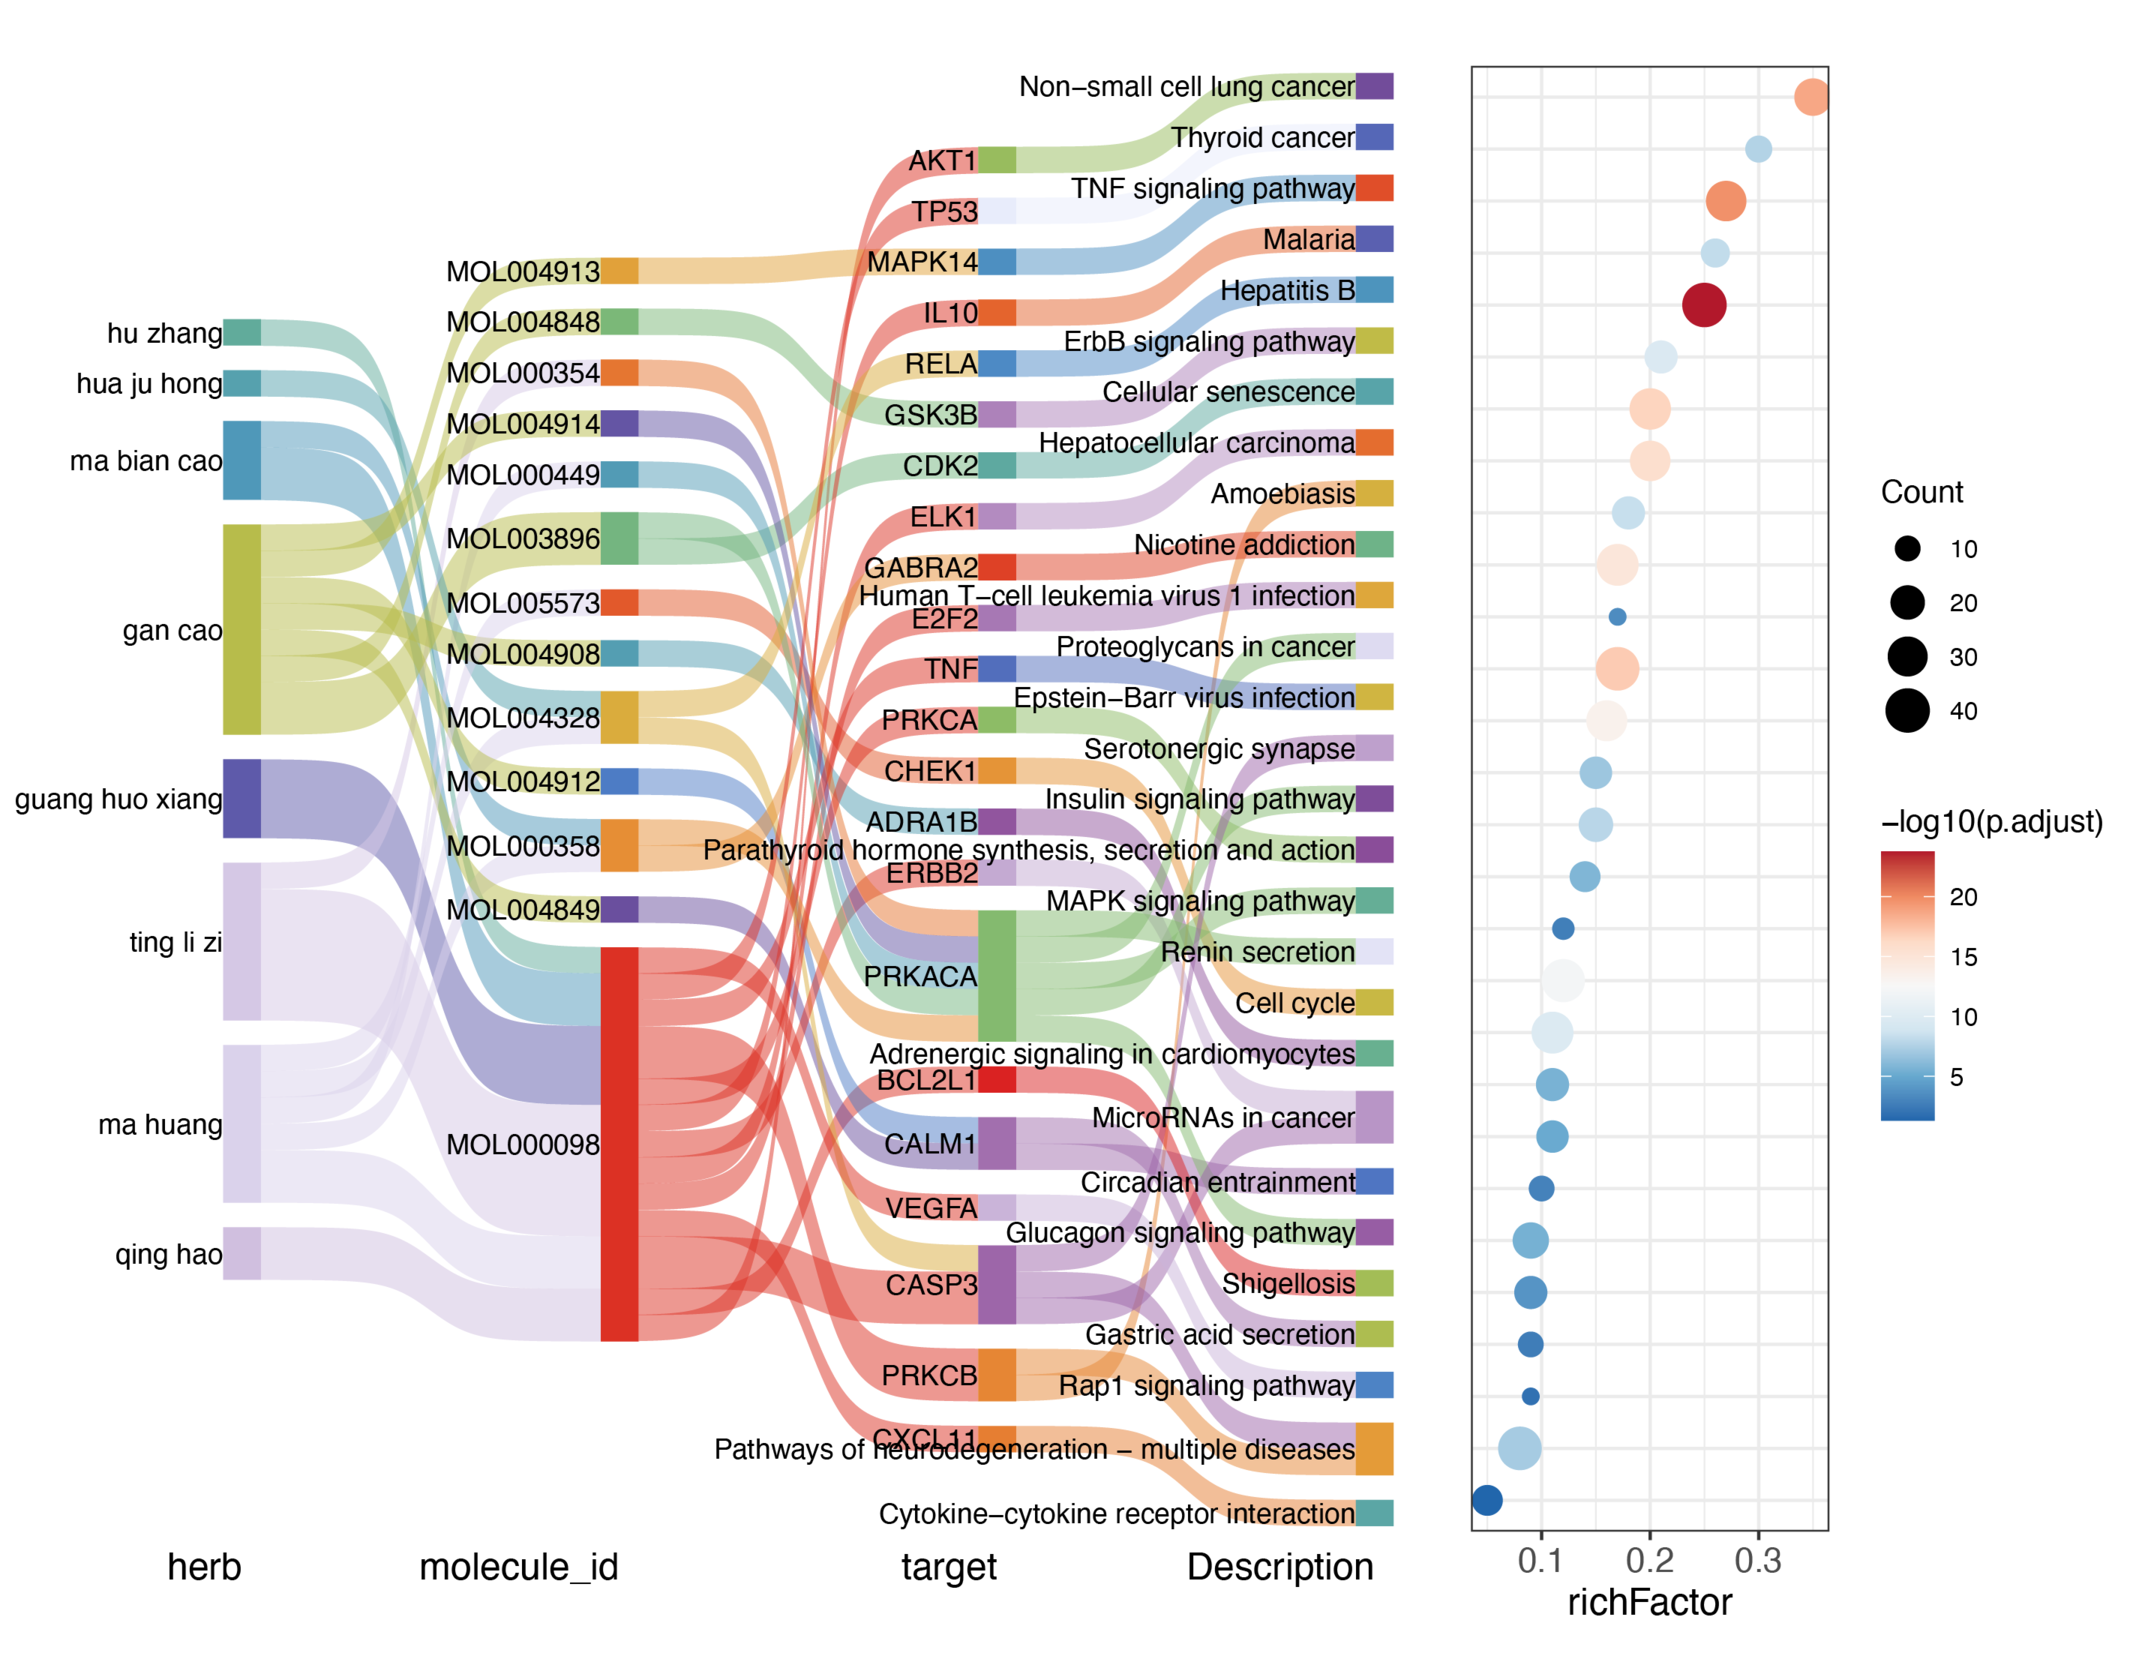 hu zhang
hua ju hong
ma bian cao
gan cao
guang huo xiang
ting li zi
ma huang
qing hao
MOL004913
MOL004848
MOL000354
MOL004914
MOL000449
MOL003896
MOL005573
MOL004908
MOL004328
MOL004912
MOL000358
MOL004849
MOL000098
AKT1
TP53
MAPK14
IL10
RELA
GSK3B
CDK2
ELK1
GABRA2
E2F2
TNF
PRKCA
CHEK1
ADRA1B
ERBB2
PRKACA
BCL2L1
CALM1
VEGFA
CASP3
PRKCB
CXCL11
Non−small cell lung cancer
Thyroid cancer
TNF signaling pathway
Malaria
Hepatitis B
ErbB signaling pathway
Cellular senescence
Hepatocellular carcinoma
Amoebiasis
Nicotine addiction
Human T−cell leukemia virus 1 infection
Proteoglycans in cancer
Epstein−Barr virus infection
Serotonergic synapse
Insulin signaling pathway
Parathyroid hormone synthesis, secretion and action
MAPK signaling pathway
Renin secretion
Cell cycle
Adrenergic signaling in cardiomyocytes
MicroRNAs in cancer
Circadian entrainment
Glucagon signaling pathway
Shigellosis
Gastric acid secretion
Rap1 signaling pathway
Pathways of neurodegeneration − multiple diseases
Cytokine−cytokine receptor interaction
herb
molecule_id
target
Description
0.1
0.2
0.3
richFactor
Count
10
20
30
40
−log10(p.adjust)
20
15
10
5